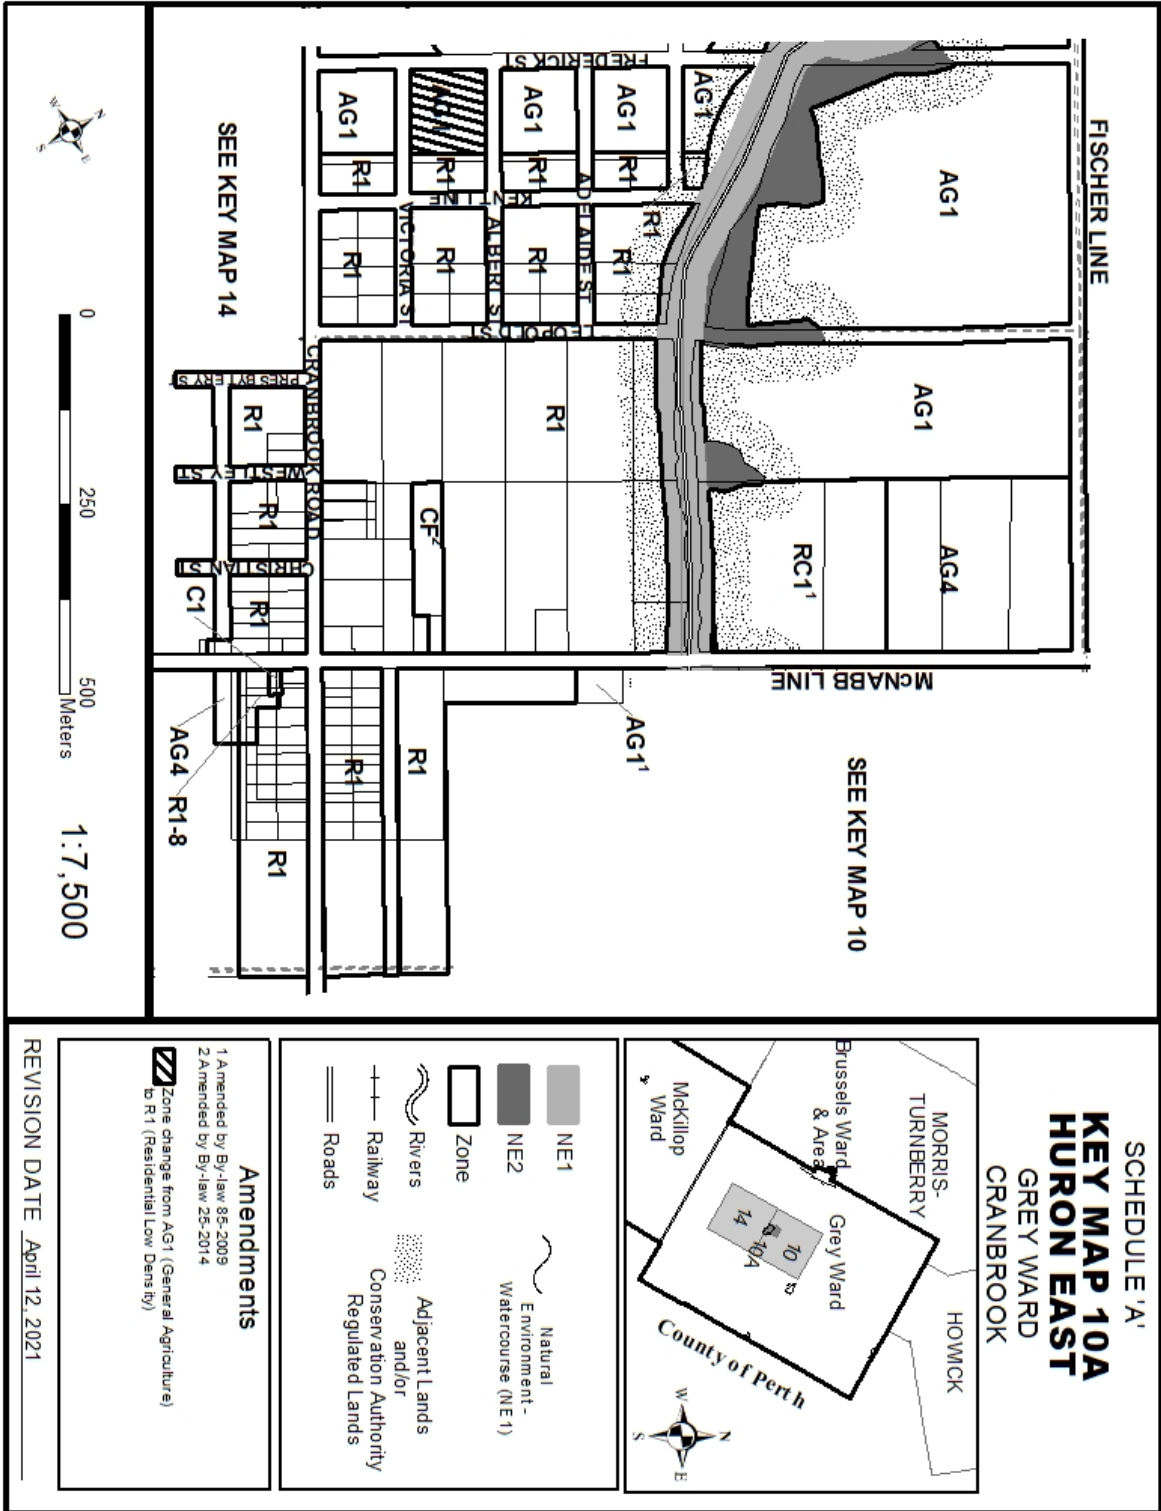 SCHEDULE 'A'
KEY MAP 10A
HURON EAST
GREY WARD
CRANBROOK
FISCHER LINE
FREDERICK ST
AG1
AG1
AG1
AG1
AG1
AG1
R1
R1
R1
R1
KENT LINE
VICTORIA ST
ALBERT ST
ADELAIDE ST
R1
R1
R1
R1
R1
LEOPOLD ST
SEE KEY MAP 14
CRANBROOK ROAD
PRESBYTERY ST
WESTLEY ST
CHRISTIAN ST
R1
R1
R1
R1
CF²
AG1
RC1¹
AG4
C1
McNABB LINE
AG1¹
AG4
R1-8
R1
R1
R1
SEE KEY MAP 10
0
250
500
Meters
1:7,500
N
E
S
W
MORRIS-
TURNBERRY
HOWICK
Brussels Ward
& Area
Grey Ward
McKillop
Ward
10
10A
14
County of Perth
N
E
S
W
NE1
NE2
Zone
Rivers
Railway
Roads
Natural
Environment -
Watercourse (NE1)
Adjacent Lands
and/or
Conservation Authority
Regulated Lands
Amendments
1 Amended by By-law 85-2009
2 Amended by By-law 25-2014
Zone change from AG1 (General Agriculture)
to R1 (Residential Low Density)
REVISION DATE April 12, 2021